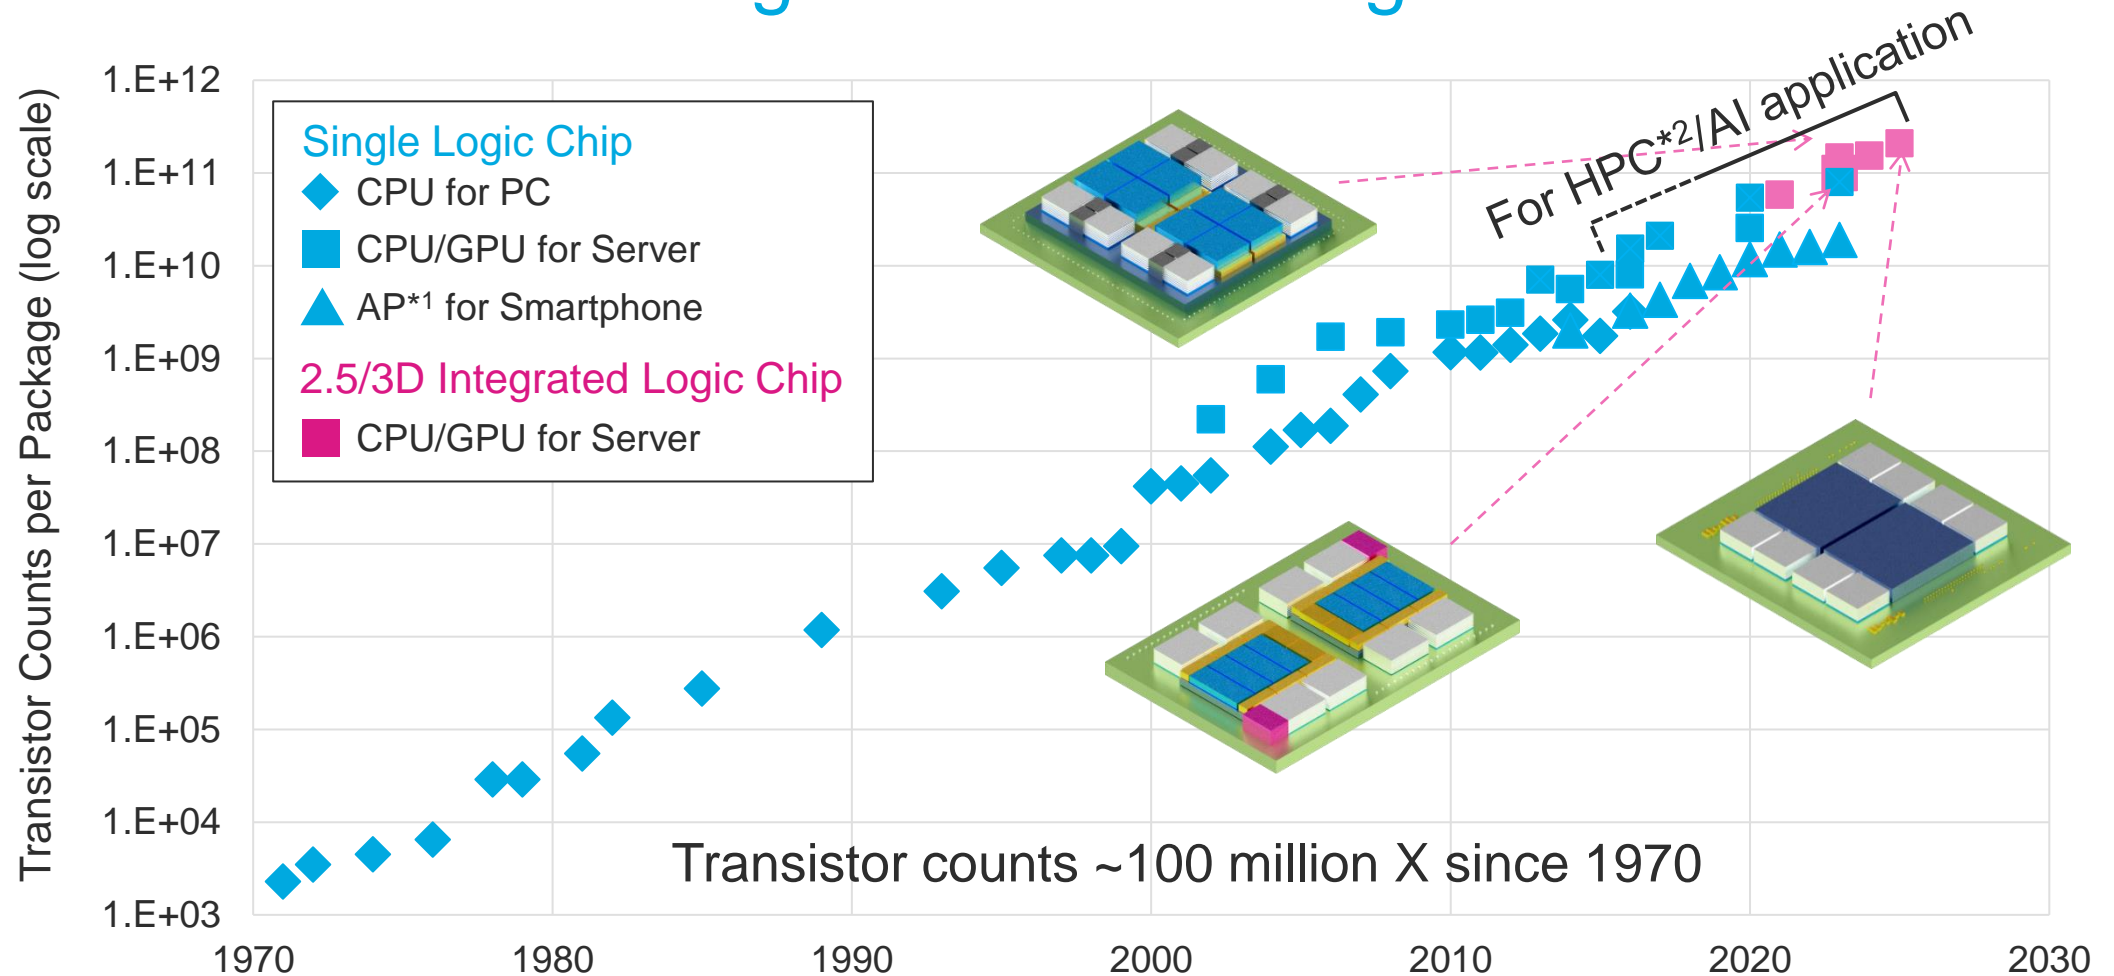 Transistor Counts per Package (log scale)
1.E+12
1.E+11
1.E+10
1.E+09
1.E+08
1.E+07
1.E+06
1.E+05
1.E+04
1.E+03
Single Logic Chip
CPU for PC
CPU/GPU for Server
AP*1 for Smartphone
2.5/3D Integrated Logic Chip
CPU/GPU for Server
For HPC*2/AI application
Transistor counts ~100 million X since 1970
1970 1980 1990 2000 2010 2020 2030